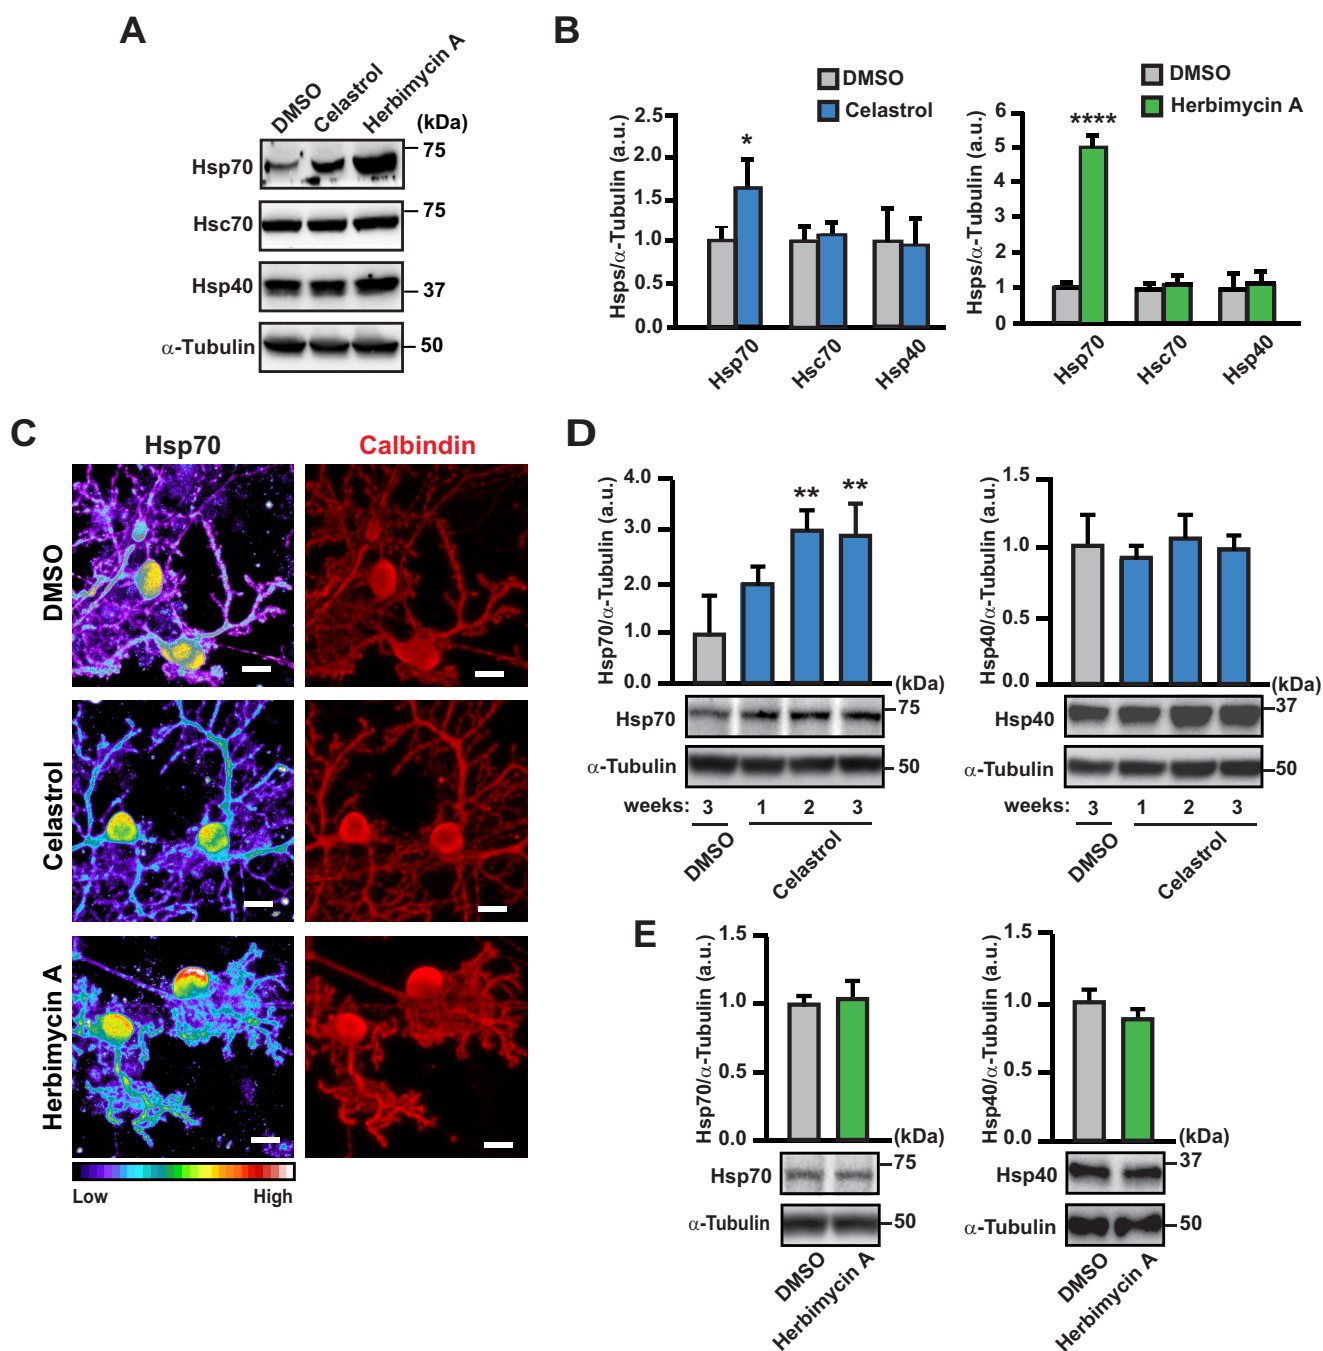 A
DMSO
Celastrol
Herbimycin A
(kDa)
Hsp70
75
Hsc70
75
Hsp40
37
α-Tubulin
50
B
DMSO
Celastrol
Hsps/α-Tubulin (a.u.)
2.5
2.0
1.5
1.0
0.5
0.0
*
Hsp70
Hsc70
Hsp40
DMSO
Herbimycin A
Hsps/α-Tubulin (a.u.)
6
5
4
3
2
1
0
****
Hsp70
Hsc70
Hsp40
C
Hsp70
Calbindin
DMSO
Celastrol
Herbimycin A
Low
High
D
Hsp70/α-Tubulin (a.u.)
4.0
3.0
2.0
1.0
0.0
**
**
(kDa)
Hsp70
75
α-Tubulin
50
weeks: 3 1 2 3
DMSO
Celastrol
Hsp40/α-Tubulin (a.u.)
1.5
1.0
0.5
0.0
(kDa)
Hsp40
37
α-Tubulin
50
weeks: 3 1 2 3
DMSO
Celastrol
E
Hsp70/α-Tubulin (a.u.)
1.5
1.0
0.5
0.0
(kDa)
Hsp70
75
α-Tubulin
50
DMSO
Herbimycin A
Hsp40/α-Tubulin (a.u.)
1.5
1.0
0.5
0.0
(kDa)
Hsp40
37
α-Tubulin
50
DMSO
Herbimycin A